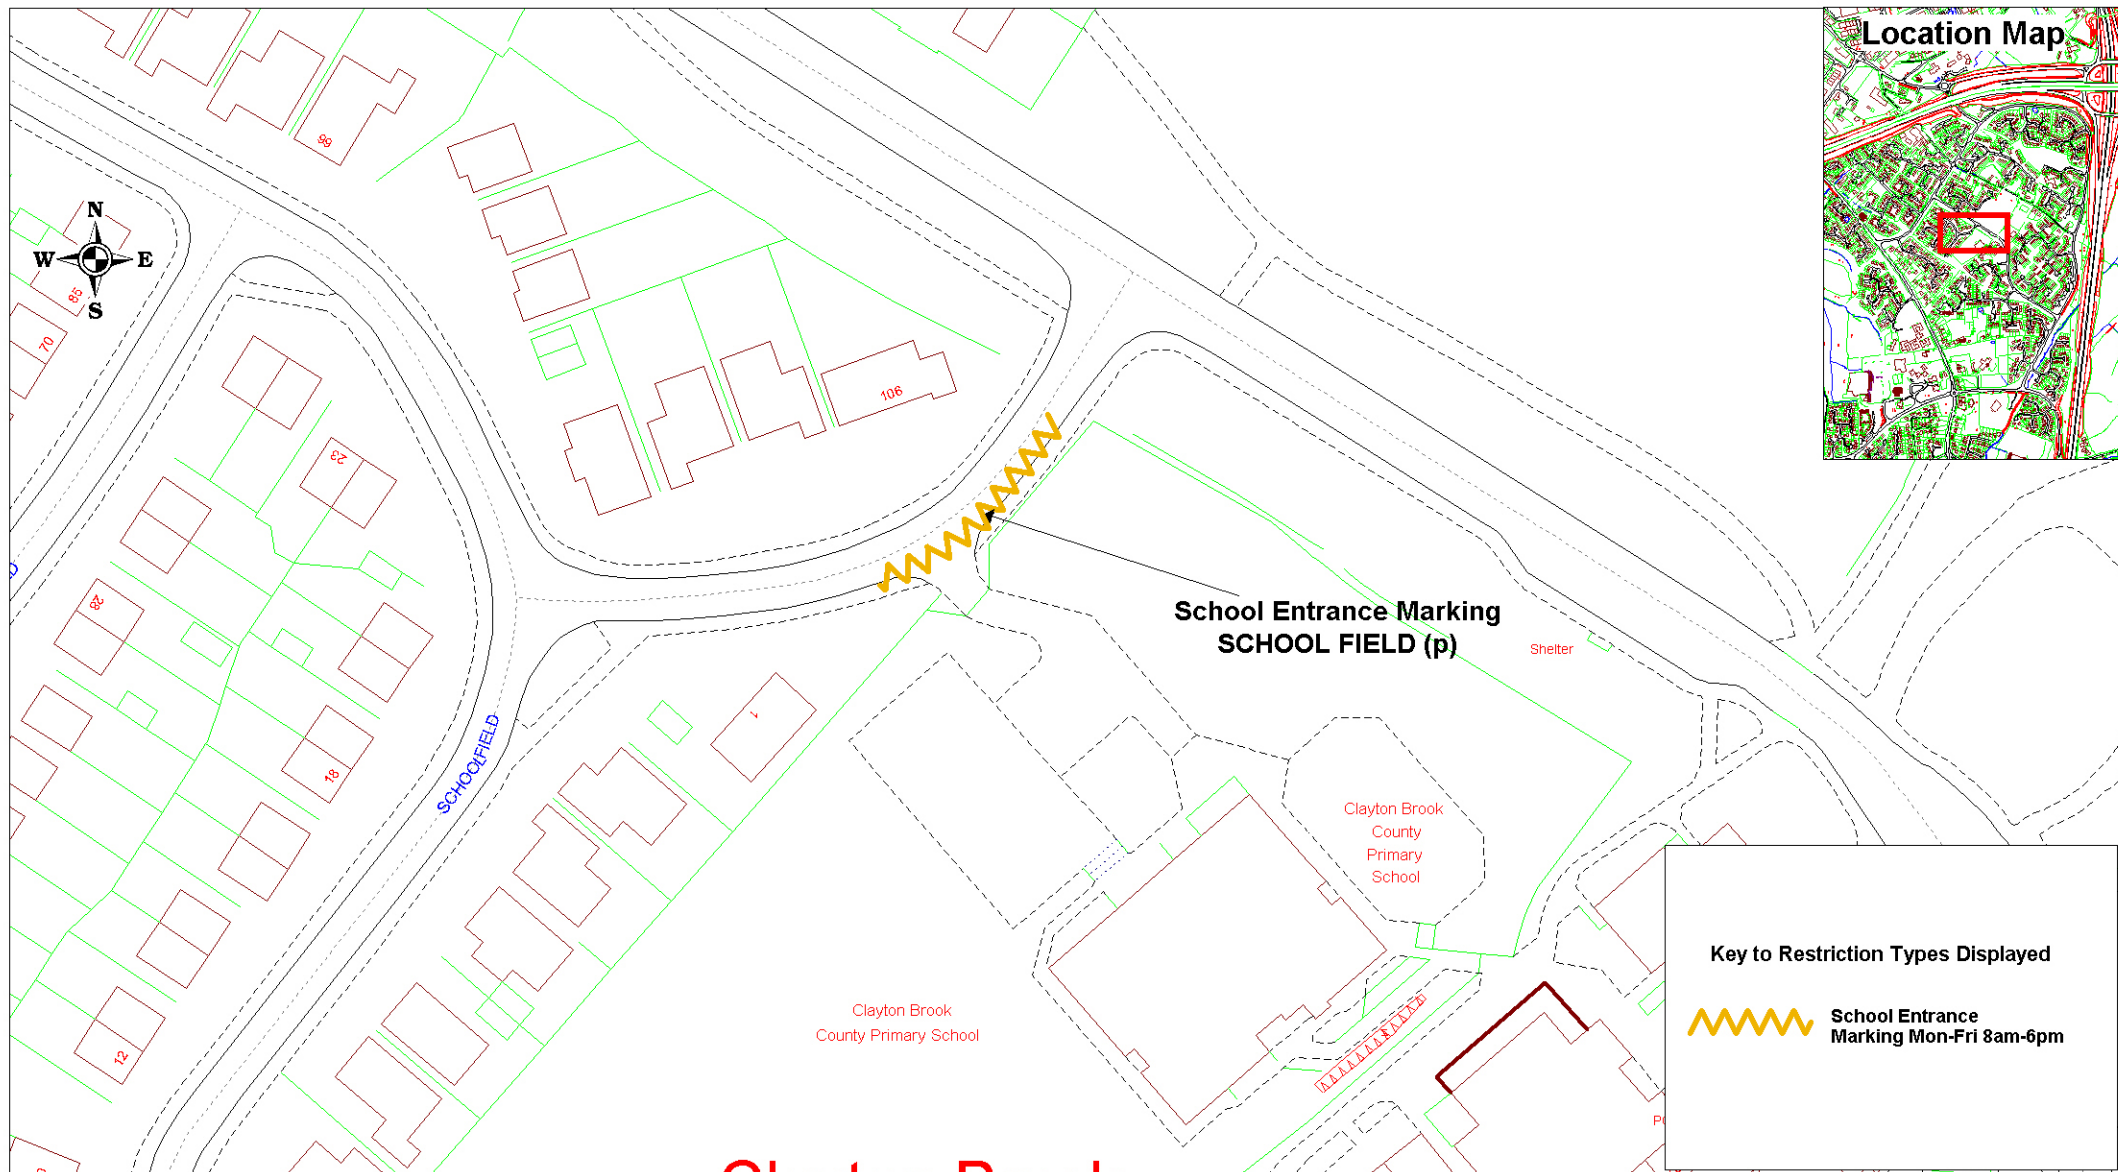 Location Map
66
N
W E
S
85
70
106
23
28
School Entrance Marking
SCHOOL FIELD (p)
Shelter
1
18
SCHOOLFIELD
Clayton Brook
County
Primary
School
Key to Restriction Types Displayed
School Entrance
Marking Mon-Fri 8am-6pm
Clayton Brook
County Primary School
12